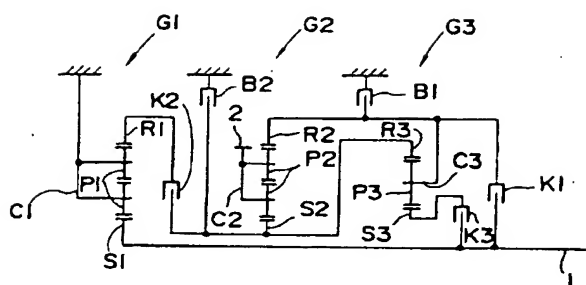 G1 G2 G3
B2 B1
K2
2
R1 R2 R3
P1 P2 C3
C1 C2 P3 K1
S2
S1 S3 K3
1